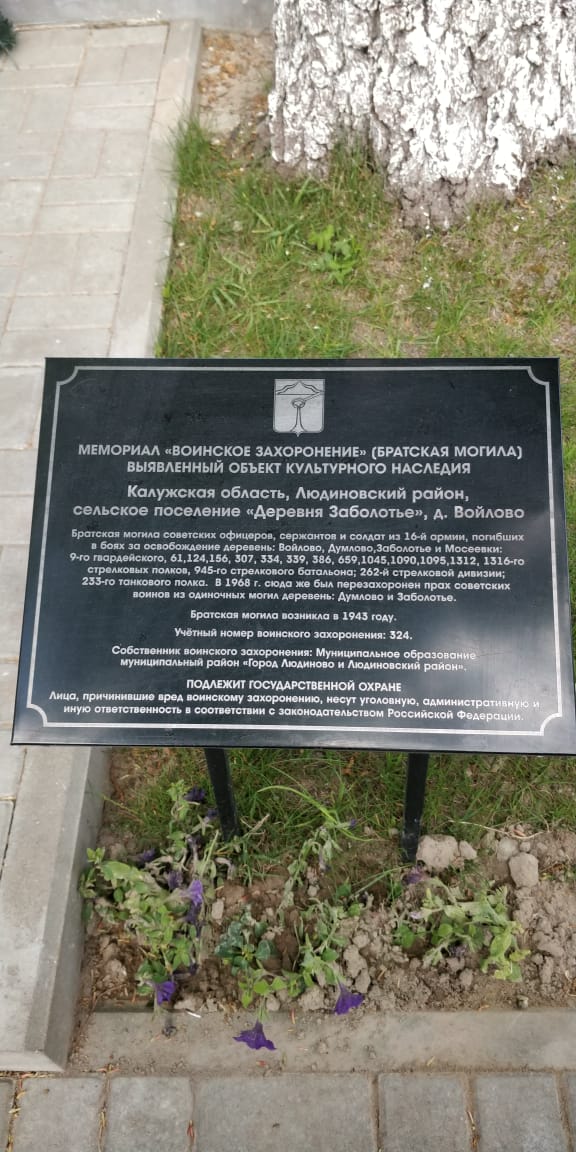 МЕМОРИАЛ «ВОИНСКОЕ ЗАХОРОНЕНИЕ» (БРАТСКАЯ МОГИЛА)
ВЫЯВЛЕННЫЙ ОБЪЕКТ КУЛЬТУРНОГО НАСЛЕДИЯ
Калужская область, Людиновский район,
сельское поселение «Деревня Заболотье», д. Войлово
Братская могила советских офицеров, сержантов и солдат из 16-й армии, погибших
в боях за освобождение деревень: Войлово, Думлово,Заболотье и Мосеевки:
9-го гвардейского, 61,124,156, 307, 334, 339, 386, 659,1045,1090,1095,1312, 1316-го
стрелковых полков, 945-го стрелкового батальона; 262-й стрелковой дивизии;
233-го танкового полка. В 1968 г. сюда же был перезахоронен прах советских
воинов из одиночных могил деревень: Думлово и Заболотье.
Братская могила возникла в 1943 году.
Учётный номер воинского захоронения: 324.
Собственник воинского захоронения: Муниципальное образование
муниципальный район «Город Людиново и Людиновский район».
ПОДЛЕЖИТ ГОСУДАРСТВЕННОЙ ОХРАНЕ
Лица, причинившие вред воинскому захоронению, несут уголовную, административную и
иную ответственность в соответствии с законодательством Российской Федерации.